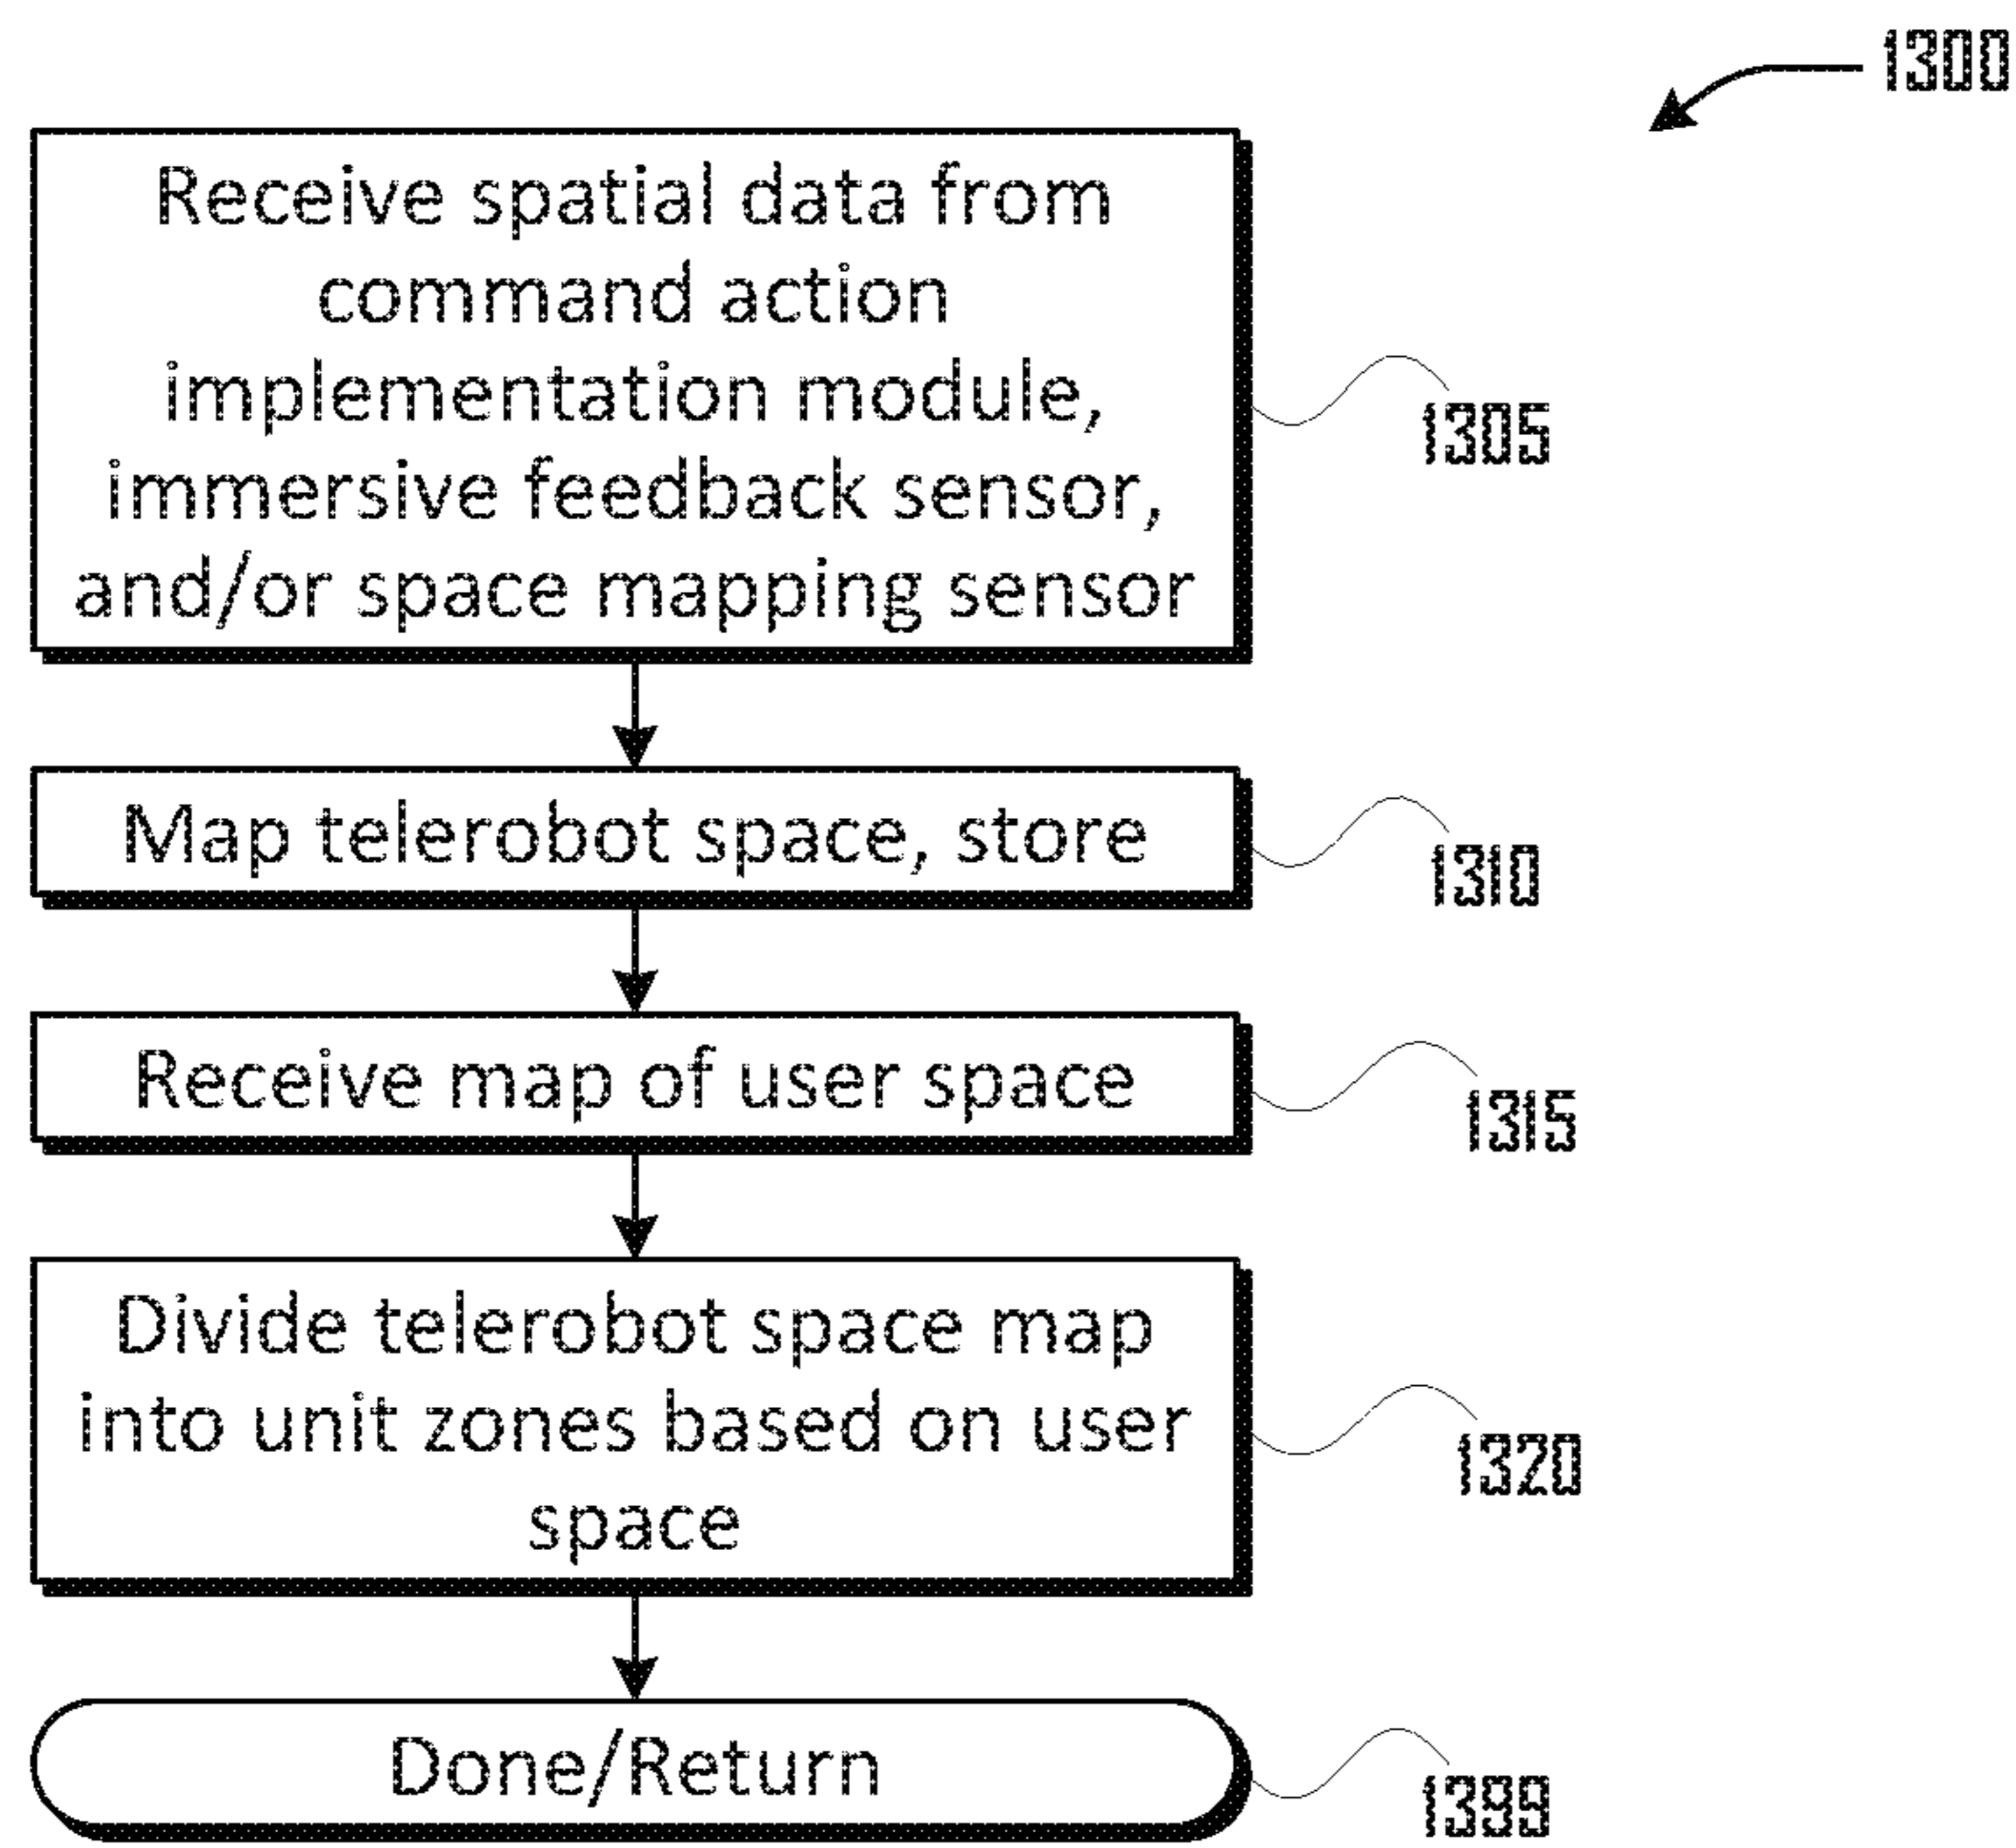 1300
Receive spatial data from
command action
implementation module,
immersive feedback sensor,
and/or space mapping sensor
1305
Map telerobot space, store
1310
Receive map of user space
1315
Divide telerobot space map
into unit zones based on user
space
1320
Done/Return
1399